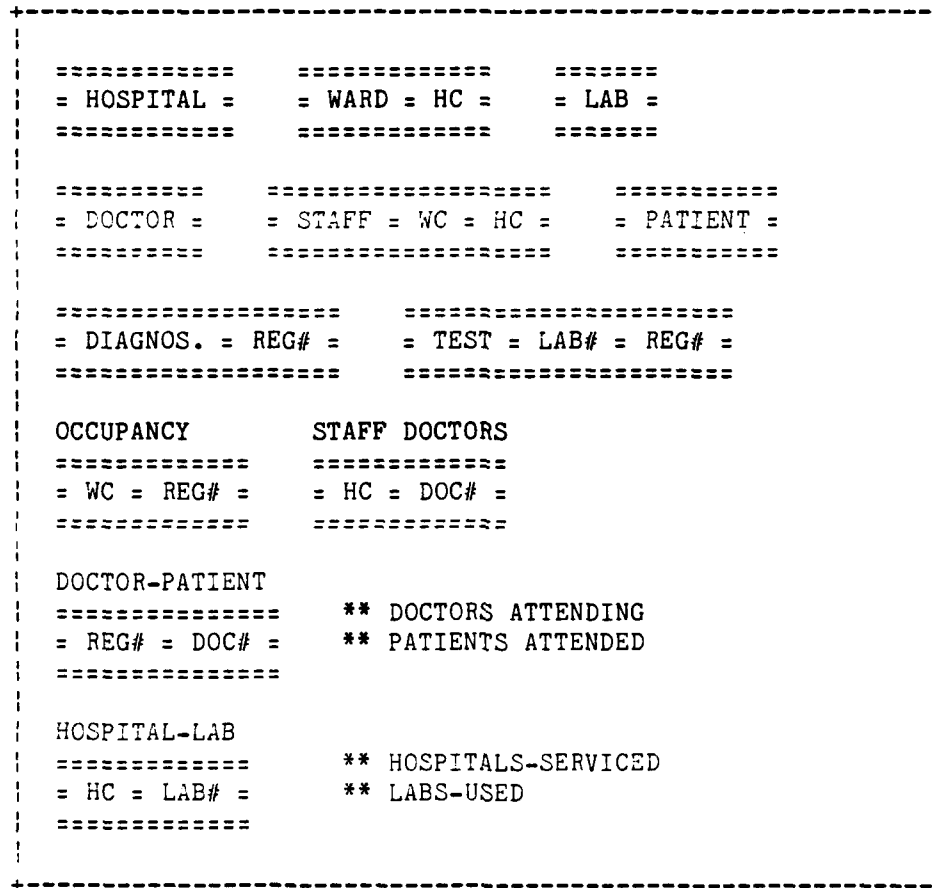 = HOSPITAL = = WARD = HC = = LAB =
= DOCTOR = = STAFF = WC = HC = = PATIENT =
= DIAGNOS. = REG# = = TEST = LAB# = REG# =
OCCUPANCY STAFF DOCTORS
= WC = REG# = = HC = DOC# =
DOCTOR-PATIENT
** DOCTORS ATTENDING
= REG# = DOC# = ** PATIENTS ATTENDED
HOSPITAL-LAB
** HOSPITALS-SERVICED
= HC = LAB# = ** LABS-USED